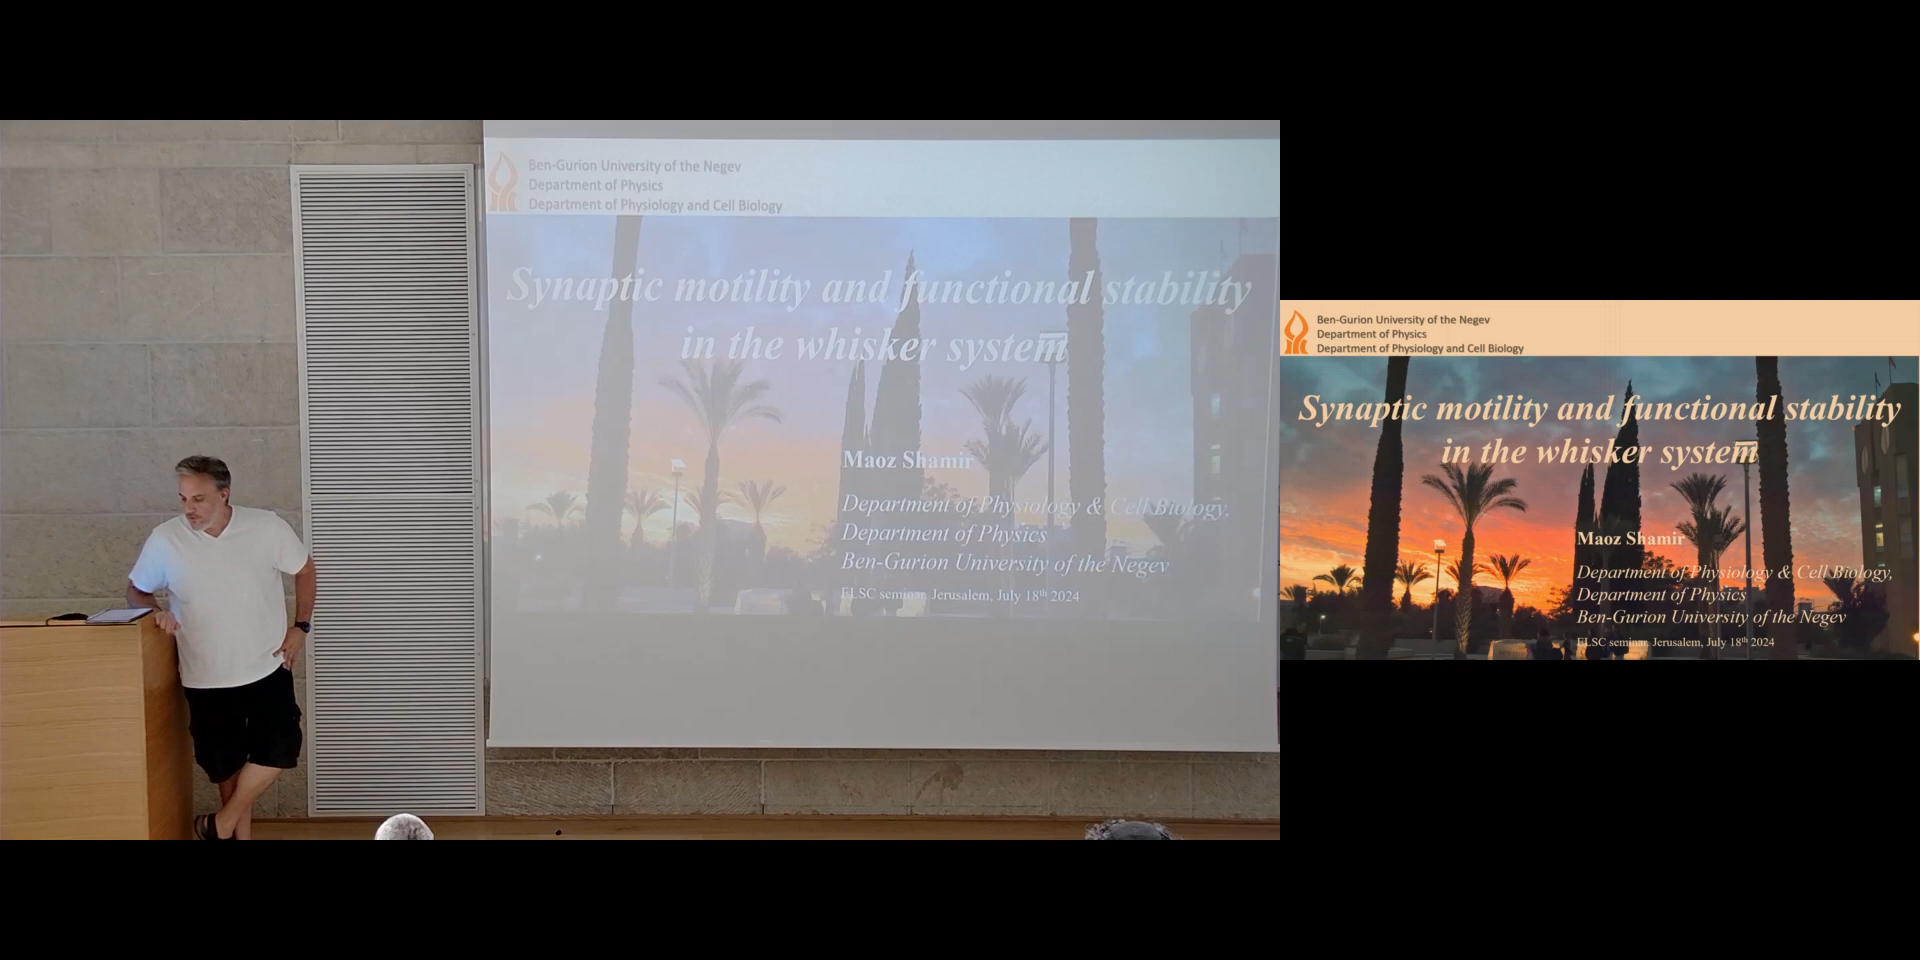 Ben-Gurion University of the Negev
Department of Physics
Department of Physiology and Cell Biology
Synaptic motility and functional stability
in the whisker system
Maoz Shamir
Department of Physiology & Cell Biology,
Department of Physics
Ben-Gurion University of the Negev
ELSC seminar, Jerusalem, July 18th 2024
Ben-Gurion University of the Negev
Department of Physics
Department of Physiology and Cell Biology
Synaptic motility and functional stability
in the whisker system
Maoz Shamir
Department of Physiology & Cell Biology,
Department of Physics
Ben-Gurion University of the Negev
ELSC seminar, Jerusalem, July 18th 2024